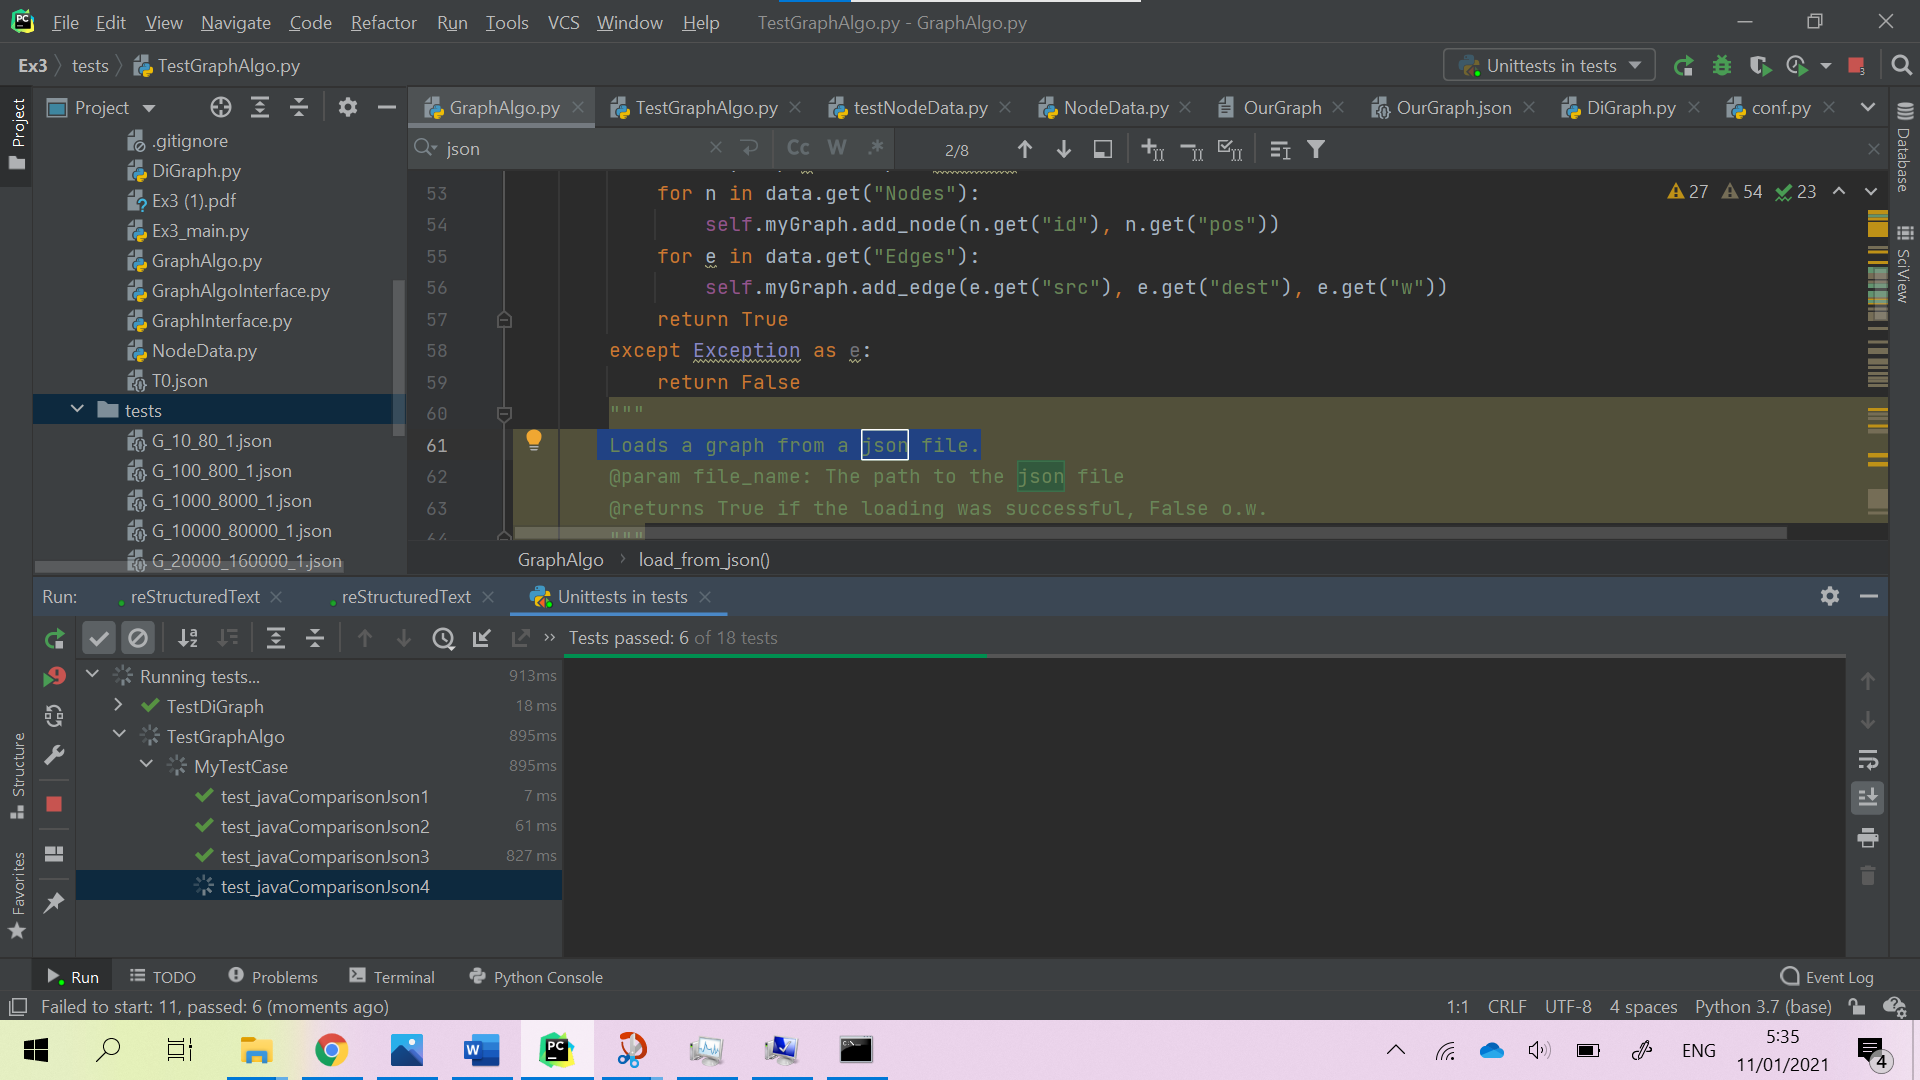 File Edit View Navigate Code Refactor Run Tools VCS Window Help TestGraphAlgo.py - GraphAlgo.py
Ex3 tests TestGraphAlgo.py Unittests in tests
Project GraphAlgo.py TestGraphAlgo.py testNodeData.py NodeData.py OurGraph OurGraph.json DiGraph.py conf.py
json Cc W .* 2/8
27 54 23
.gitignore
DiGraph.py
Ex3 (1).pdf
Ex3_main.py
GraphAlgo.py
GraphAlgoInterface.py
GraphInterface.py
NodeData.py
T0.json
tests
G_10_80_1.json
G_100_800_1.json
G_1000_8000_1.json
G_10000_80000_1.json
G_20000_160000_1.json
53 for n in data.get("Nodes"):
54 self.myGraph.add_node(n.get("id"), n.get("pos"))
55 for e in data.get("Edges"):
56 self.myGraph.add_edge(e.get("src"), e.get("dest"), e.get("w"))
57 return True
58 except Exception as e:
59 return False
60 """
61 Loads a graph from a json file.
62 @param file_name: The path to the json file
63 @returns True if the loading was successful, False o.w.
64 """
GraphAlgo load_from_json()
Project
Structure
Favorites
Database
SciView
Run: reStructuredText reStructuredText Unittests in tests
Tests passed: 6 of 18 tests
Running tests... 913ms
TestDiGraph 18 ms
TestGraphAlgo 895ms
MyTestCase 895ms
test_javaComparisonJson1 7 ms
test_javaComparisonJson2 61 ms
test_javaComparisonJson3 827 ms
test_javaComparisonJson4
Run TODO Problems Terminal Python Console Event Log
Failed to start: 11, passed: 6 (moments ago) 1:1 CRLF UTF-8 4 spaces Python 3.7 (base)
ENG 5:35
11/01/2021 4